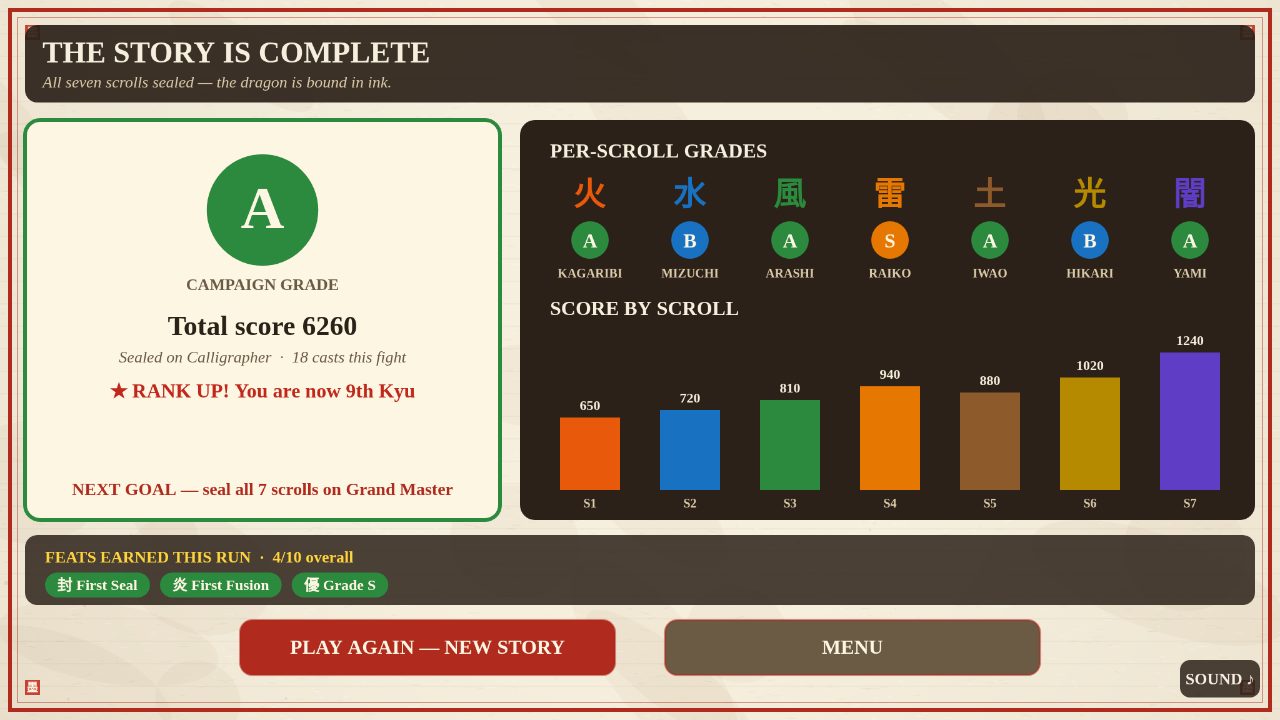 THE STORY IS COMPLETE
All seven scrolls sealed — the dragon is bound in ink.
A
CAMPAIGN GRADE
Total score 6260
Sealed on Calligrapher · 18 casts this fight
★ RANK UP! You are now 9th Kyu
NEXT GOAL — seal all 7 scrolls on Grand Master
PER-SCROLL GRADES
火 水 風 雷 土 光 闇
A B A S A B A
KAGARIBI MIZUCHI ARASHI RAIKO IWAO HIKARI YAMI
SCORE BY SCROLL
650 720 810 940 880 1020 1240
S1 S2 S3 S4 S5 S6 S7
FEATS EARNED THIS RUN · 4/10 overall
封 First Seal 炎 First Fusion 優 Grade S
PLAY AGAIN — NEW STORY
MENU
SOUND ♪
墨